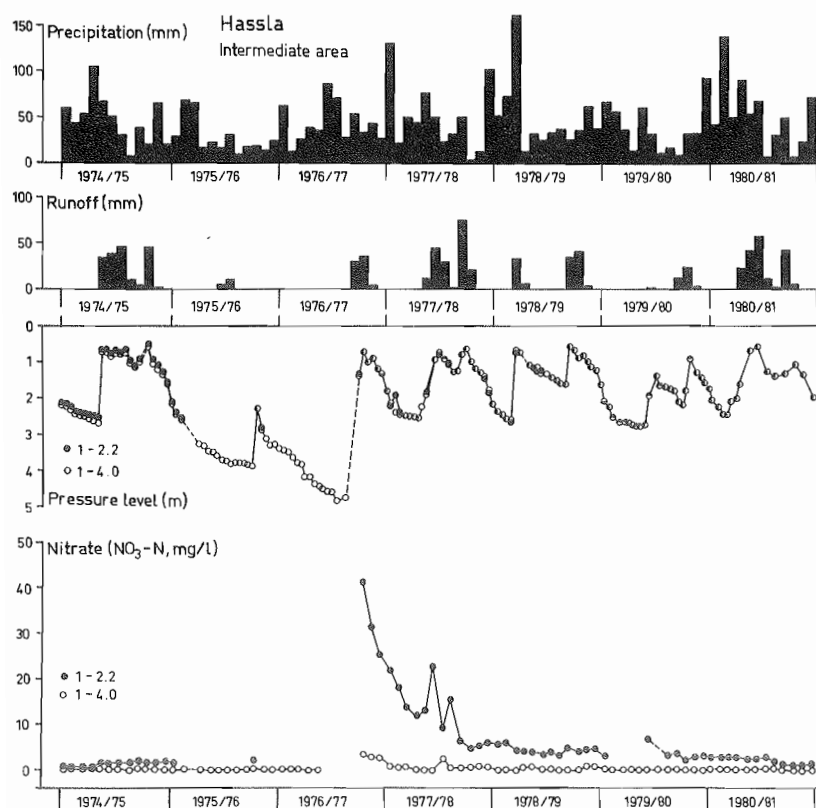 Hassla
Intermediate area
Precipitation (mm)
150
100
50
0
1974/75 1975/76 1976/77 1977/78 1978/79 1979/80 1980/81
Runoff (mm)
100
50
0
1974/75 1975/76 1976/77 1977/78 1978/79 1979/80 1980/81
0
1
2
3
4
5
1-2.2
1-4.0
Pressure level (m)
Nitrate (NO₃-N, mg/l)
50
40
30
20
10
0
1-2.2
1-4.0
1974/75 1975/76 1976/77 1977/78 1978/79 1979/80 1980/81